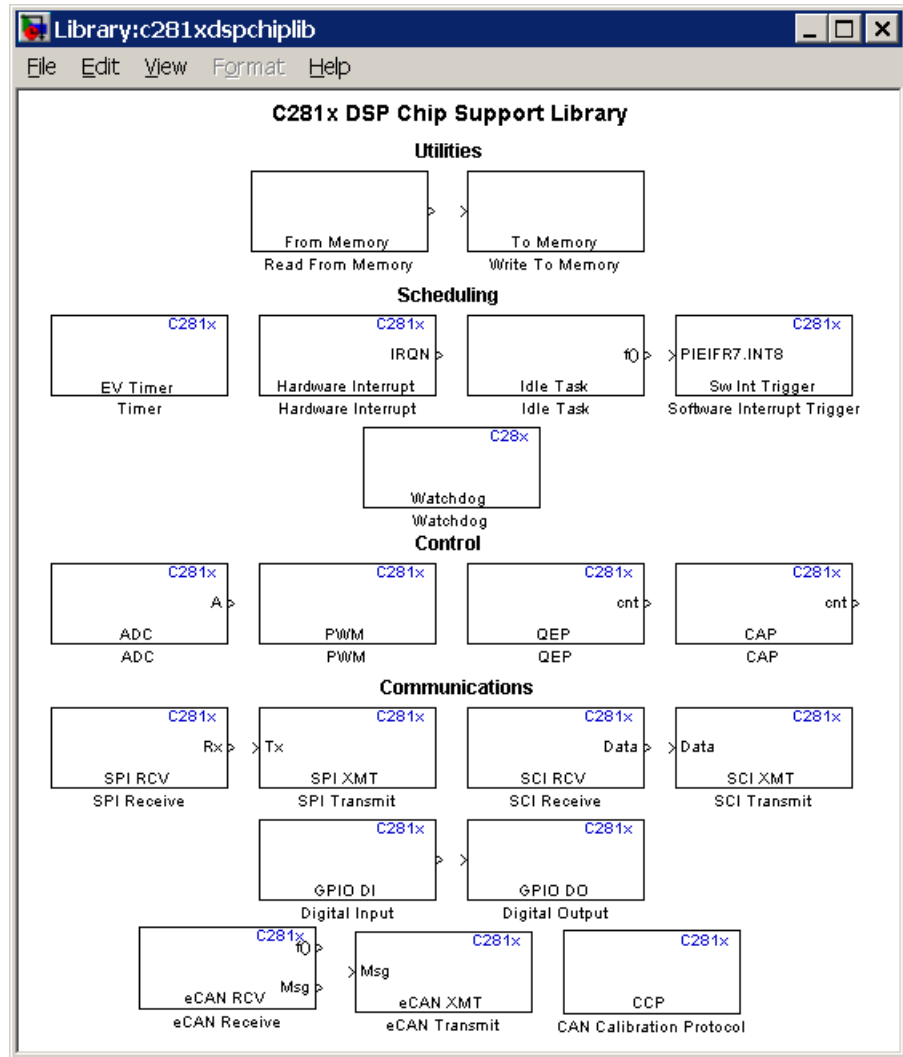 Library:c281xdspchiplib
File Edit View Format Help
C281x DSP Chip Support Library
Utilities
From Memory To Memory
Read From Memory Write To Memory
Scheduling
C281x C281x C281x
IRQN f() PIEIFR7.INT8
EV Timer Hardware Interrupt Idle Task Sw Int Trigger
Timer Hardware Interrupt Idle Task Software Interrupt Trigger
C28x
Watchdog
Watchdog
Control
C281x C281x C281x C281x
A cnt cnt
ADC PWM QEP CAP
ADC PWM QEP CAP
Communications
C281x C281x C281x C281x
Rx Tx Data Data
SPI RCV SPI XMT SCI RCV SCI XMT
SPI Receive SPI Transmit SCI Receive SCI Transmit
C281x C281x
GPIO DI GPIO DO
Digital Input Digital Output
C281x C281x C281x
f()
Msg Msg
eCAN RCV eCAN XMT CCP
eCAN Receive eCAN Transmit CAN Calibration Protocol